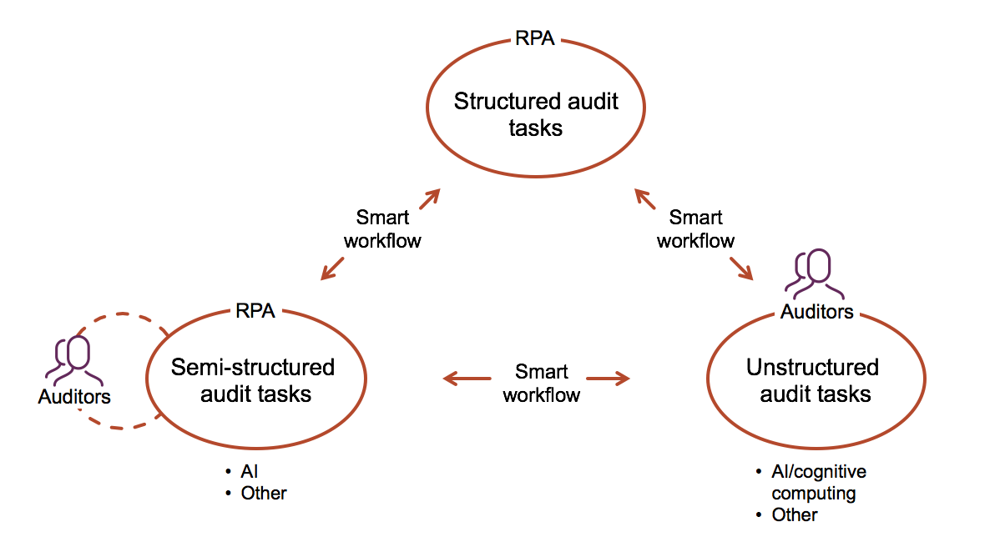 RPA
Structured audit
tasks
Smart
workflow
Smart
workflow
RPA
Semi-structured
audit tasks
Auditors
• AI
• Other
Smart
workflow
Auditors
Unstructured
audit tasks
• AI/cognitive
computing
• Other